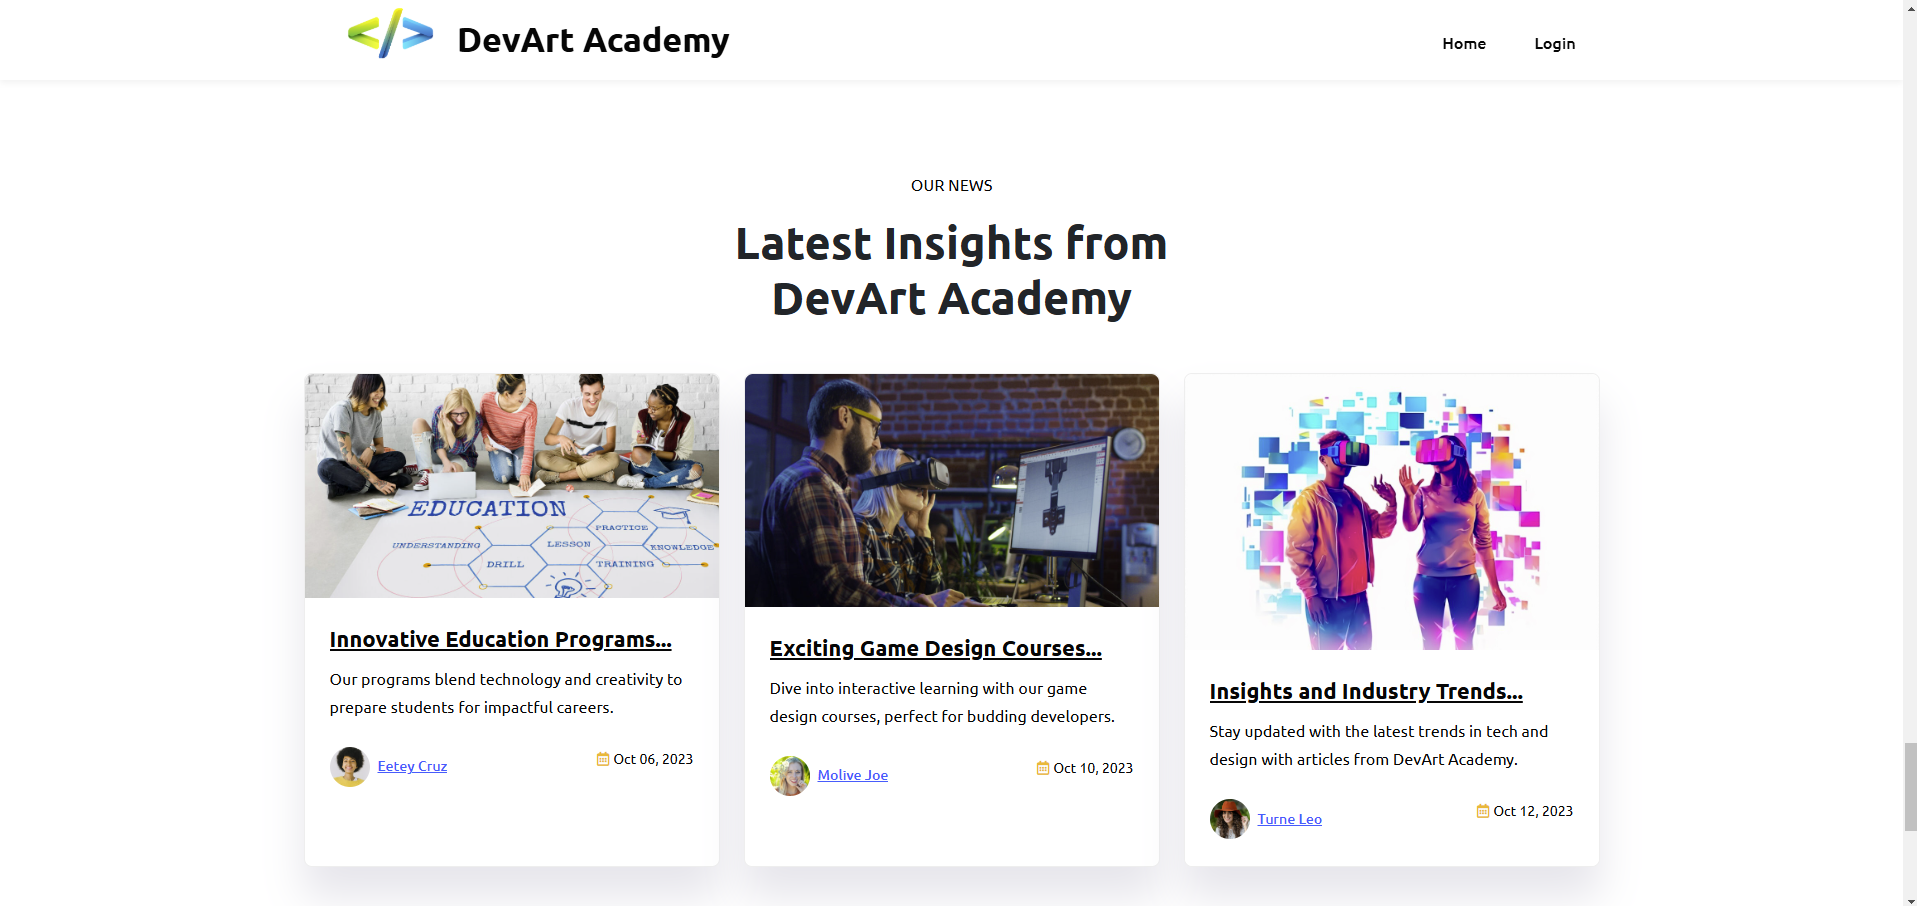 DevArt Academy
Home
Login
OUR NEWS
Latest Insights from
DevArt Academy
EDUCATION
PRACTICE
UNDERSTANDING
LESSON
KNOWLEDGE
DRILL
TRAINING
Innovative Education Programs...
Our programs blend technology and creativity to
prepare students for impactful careers.
Eetey Cruz
Oct 06, 2023
Exciting Game Design Courses...
Dive into interactive learning with our game
design courses, perfect for budding developers.
Molive Joe
Oct 10, 2023
Insights and Industry Trends...
Stay updated with the latest trends in tech and
design with articles from DevArt Academy.
Turne Leo
Oct 12, 2023